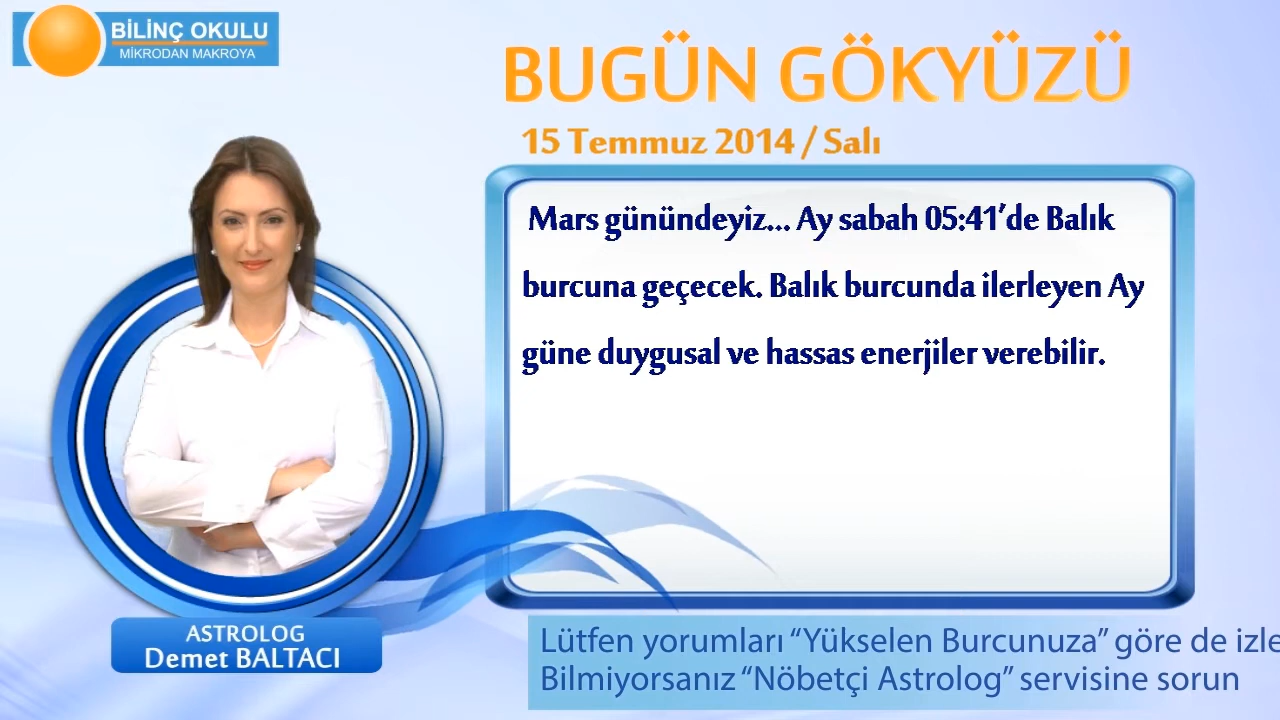 BİLİNÇ OKULU
MİKRODAN MAKROYA
BUGÜN GÖKYÜZÜ
15 Temmuz 2014 / Salı
Mars günündeyiz... Ay sabah 05:41'de Balık
burcuna geçecek. Balık burcunda ilerleyen Ay
güne duygusal ve hassas enerjiler verebilir.
ASTROLOG
Demet BALTACI
Lütfen yorumları “Yükselen Burcunuza” göre de izle
Bilmiyorsanız “Nöbetçi Astrolog” servisine sorun